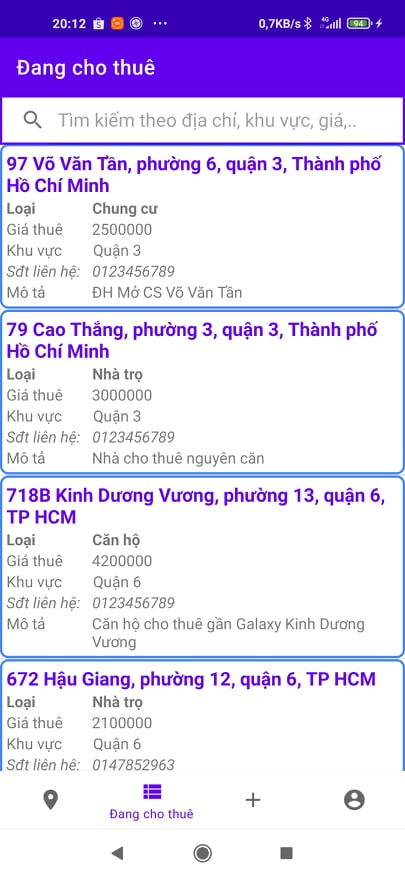 20:12
0,7KB/s
4G
94
Đang cho thuê
Tìm kiếm theo địa chỉ, khu vực, giá,..
97 Võ Văn Tần, phường 6, quận 3, Thành phố
Hồ Chí Minh
Loại Chung cư
Giá thuê 2500000
Khu vực Quận 3
Sđt liên hệ: 0123456789
Mô tả ĐH Mở CS Võ Văn Tần
79 Cao Thắng, phường 3, quận 3, Thành phố
Hồ Chí Minh
Loại Nhà trọ
Giá thuê 3000000
Khu vực Quận 3
Sđt liên hệ: 0123456789
Mô tả Nhà cho thuê nguyên căn
718B Kinh Dương Vương, phường 13, quận 6,
TP HCM
Loại Căn hộ
Giá thuê 4200000
Khu vực Quận 6
Sđt liên hệ: 0123456789
Mô tả Căn hộ cho thuê gần Galaxy Kinh Dương
Vương
672 Hậu Giang, phường 12, quận 6, TP HCM
Loại Nhà trọ
Giá thuê 2100000
Khu vực Quận 6
Sđt liên hệ: 0147852963
Đang cho thuê